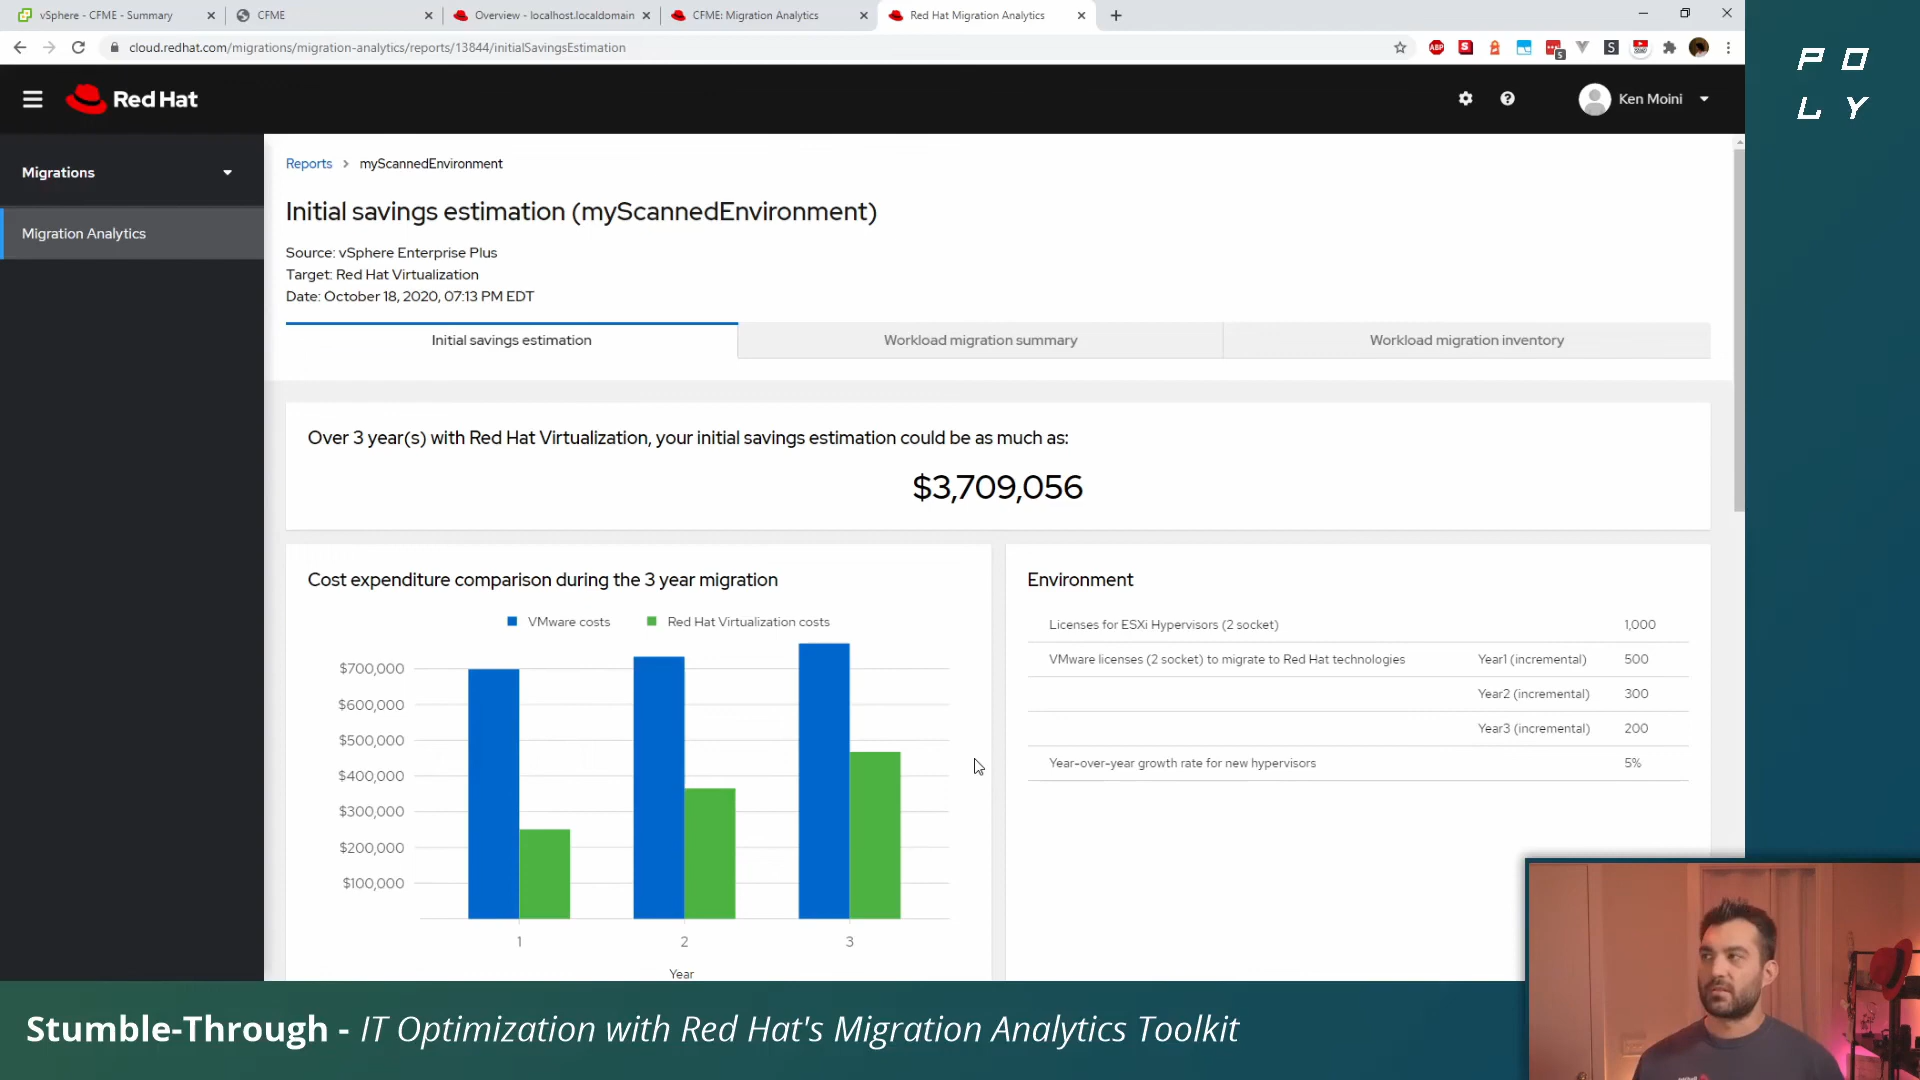 vSphere - CFME - Summary
CFME
Overview - localhost.localdomain
CFME: Migration Analytics
Red Hat Migration Analytics
cloud.redhat.com/migrations/migration-analytics/reports/13844/initialSavingsEstimation
ABP
S
5
S
PO
LY
Red Hat
Ken Moini
Migrations
Migration Analytics
Reports > myScannedEnvironment
Initial savings estimation (myScannedEnvironment)
Source: vSphere Enterprise Plus
Target: Red Hat Virtualization
Date: October 18, 2020, 07:13 PM EDT
Initial savings estimation
Workload migration summary
Workload migration inventory
Over 3 year(s) with Red Hat Virtualization, your initial savings estimation could be as much as:
$3,709,056
Cost expenditure comparison during the 3 year migration
VMware costs
Red Hat Virtualization costs
$700,000
$600,000
$500,000
$400,000
$300,000
$200,000
$100,000
1 2 3
Year
Environment
Licenses for ESXi Hypervisors (2 socket) 1,000
VMware licenses (2 socket) to migrate to Red Hat technologies Year1 (incremental) 500
Year2 (incremental) 300
Year3 (incremental) 200
Year-over-year growth rate for new hypervisors 5%
Stumble-Through - IT Optimization with Red Hat's Migration Analytics Toolkit